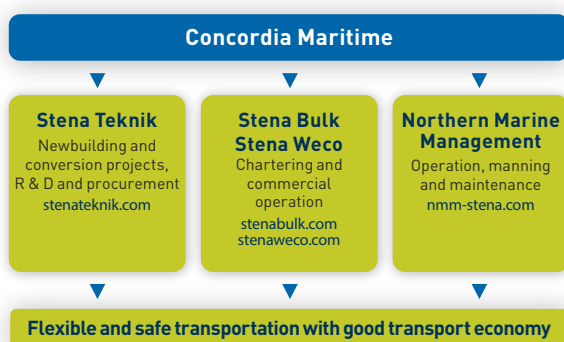 Concordia Maritime
Stena Teknik
Newbuilding and
conversion projects,
R & D and procurement
stenateknik.com
Stena Bulk
Stena Weco
Chartering and
commercial
operation
stenabulk.com
stenaweco.com
Northern Marine
Management
Operation, manning
and maintenance
nmm-stena.com
Flexible and safe transportation with good transport economy